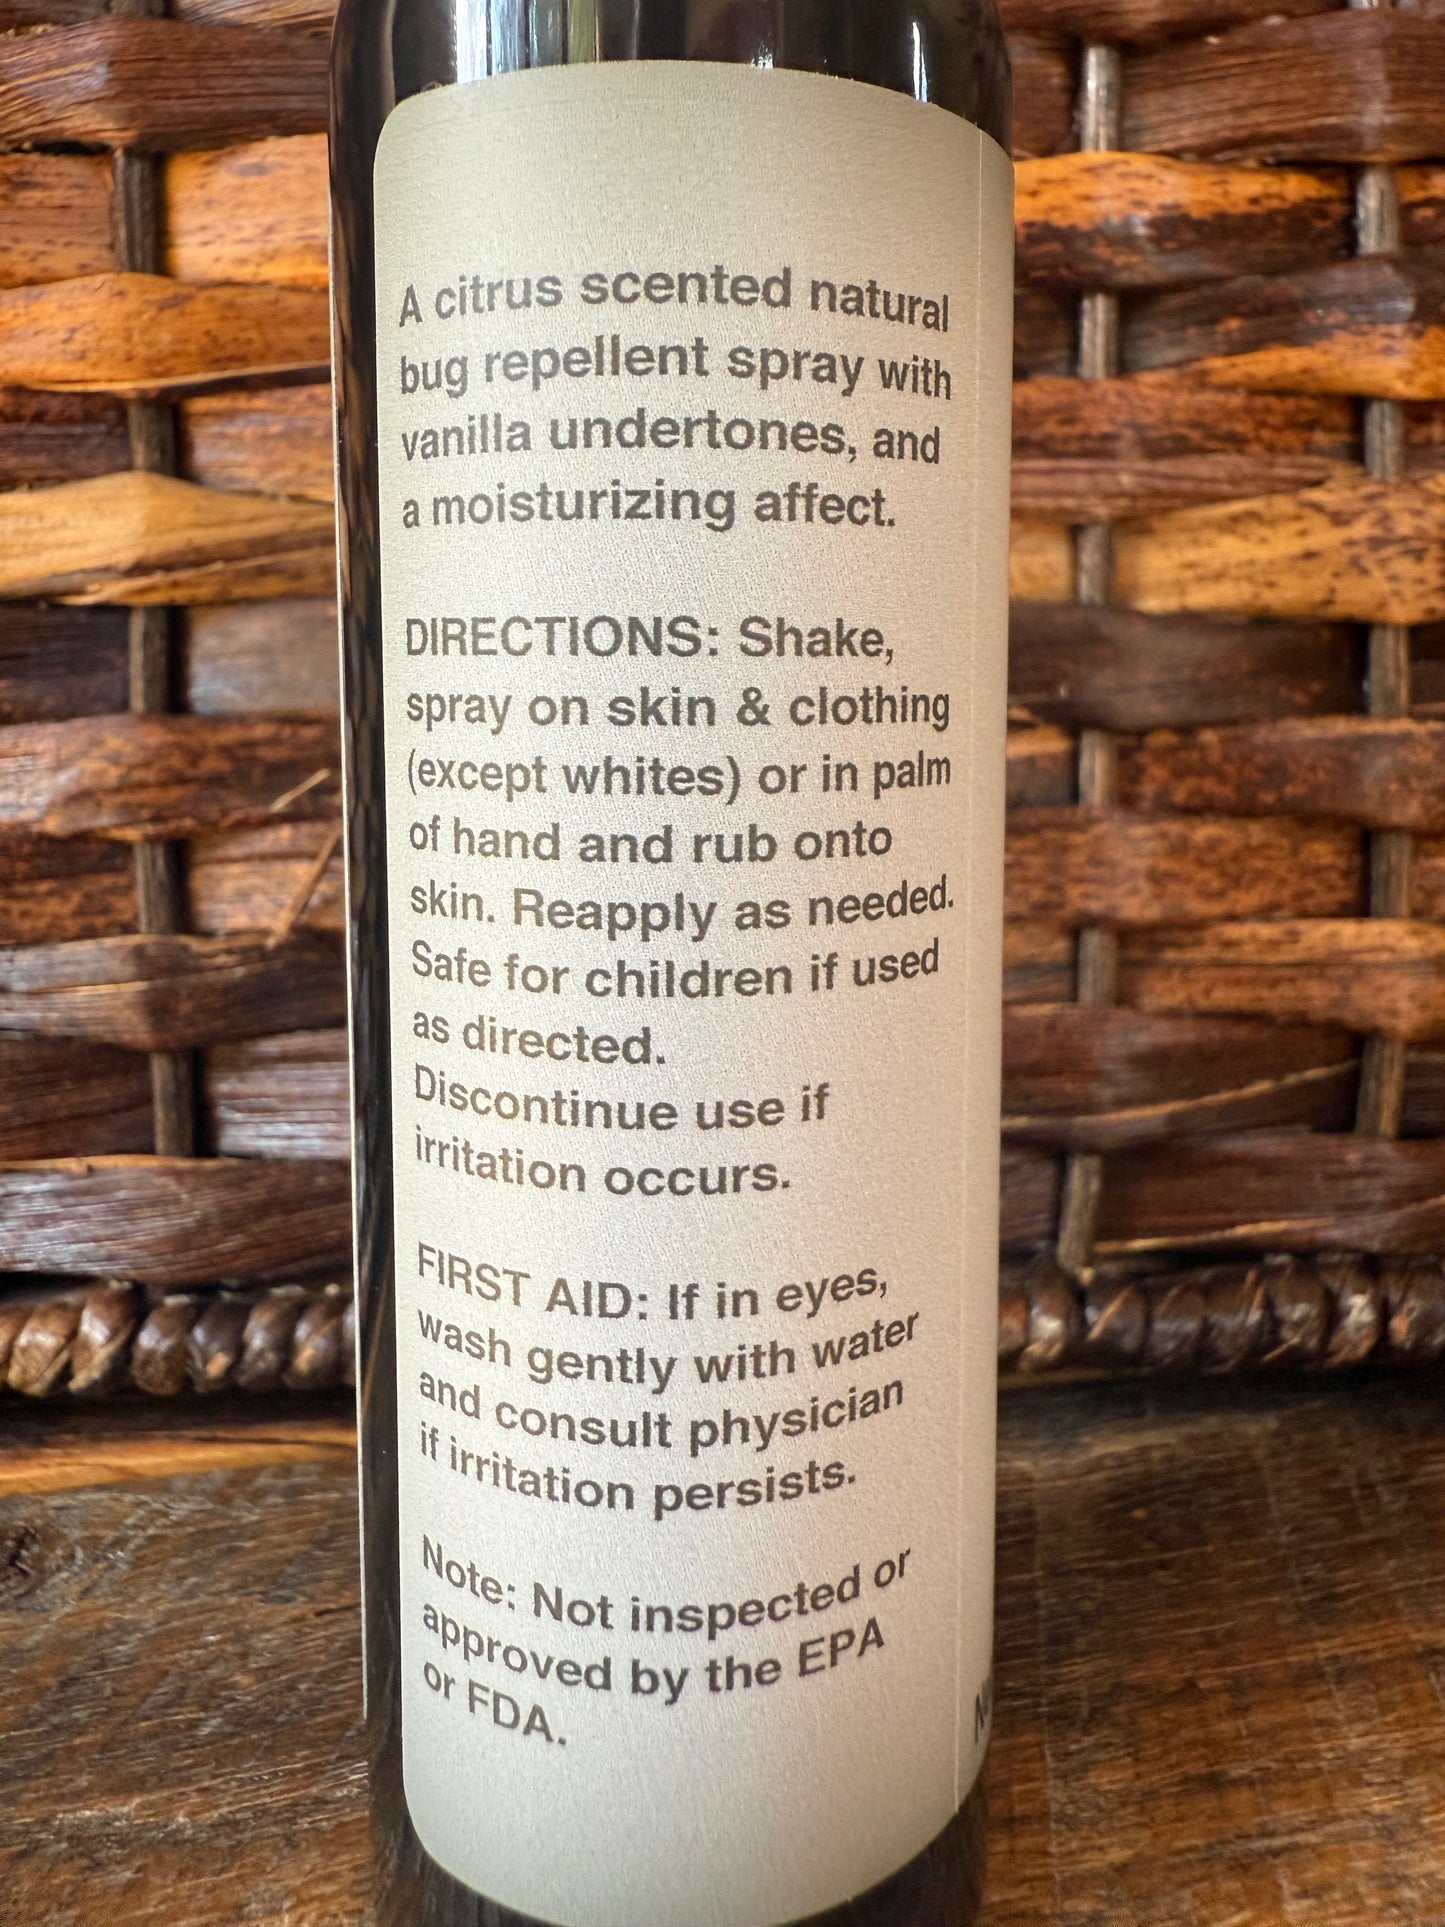 A citrus scented natural
bug repellent spray with
vanilla undertones, and
a moisturizing affect.
DIRECTIONS: Shake,
spray on skin & clothing
(except whites) or in palm
of hand and rub onto
skin. Reapply as needed.
Safe for children if used
as directed.
Discontinue use if
irritation occurs.
FIRST AID: If in eyes,
wash gently with water
and consult physician
if irritation persists.
Note: Not inspected or
approved by the EPA
or FDA.